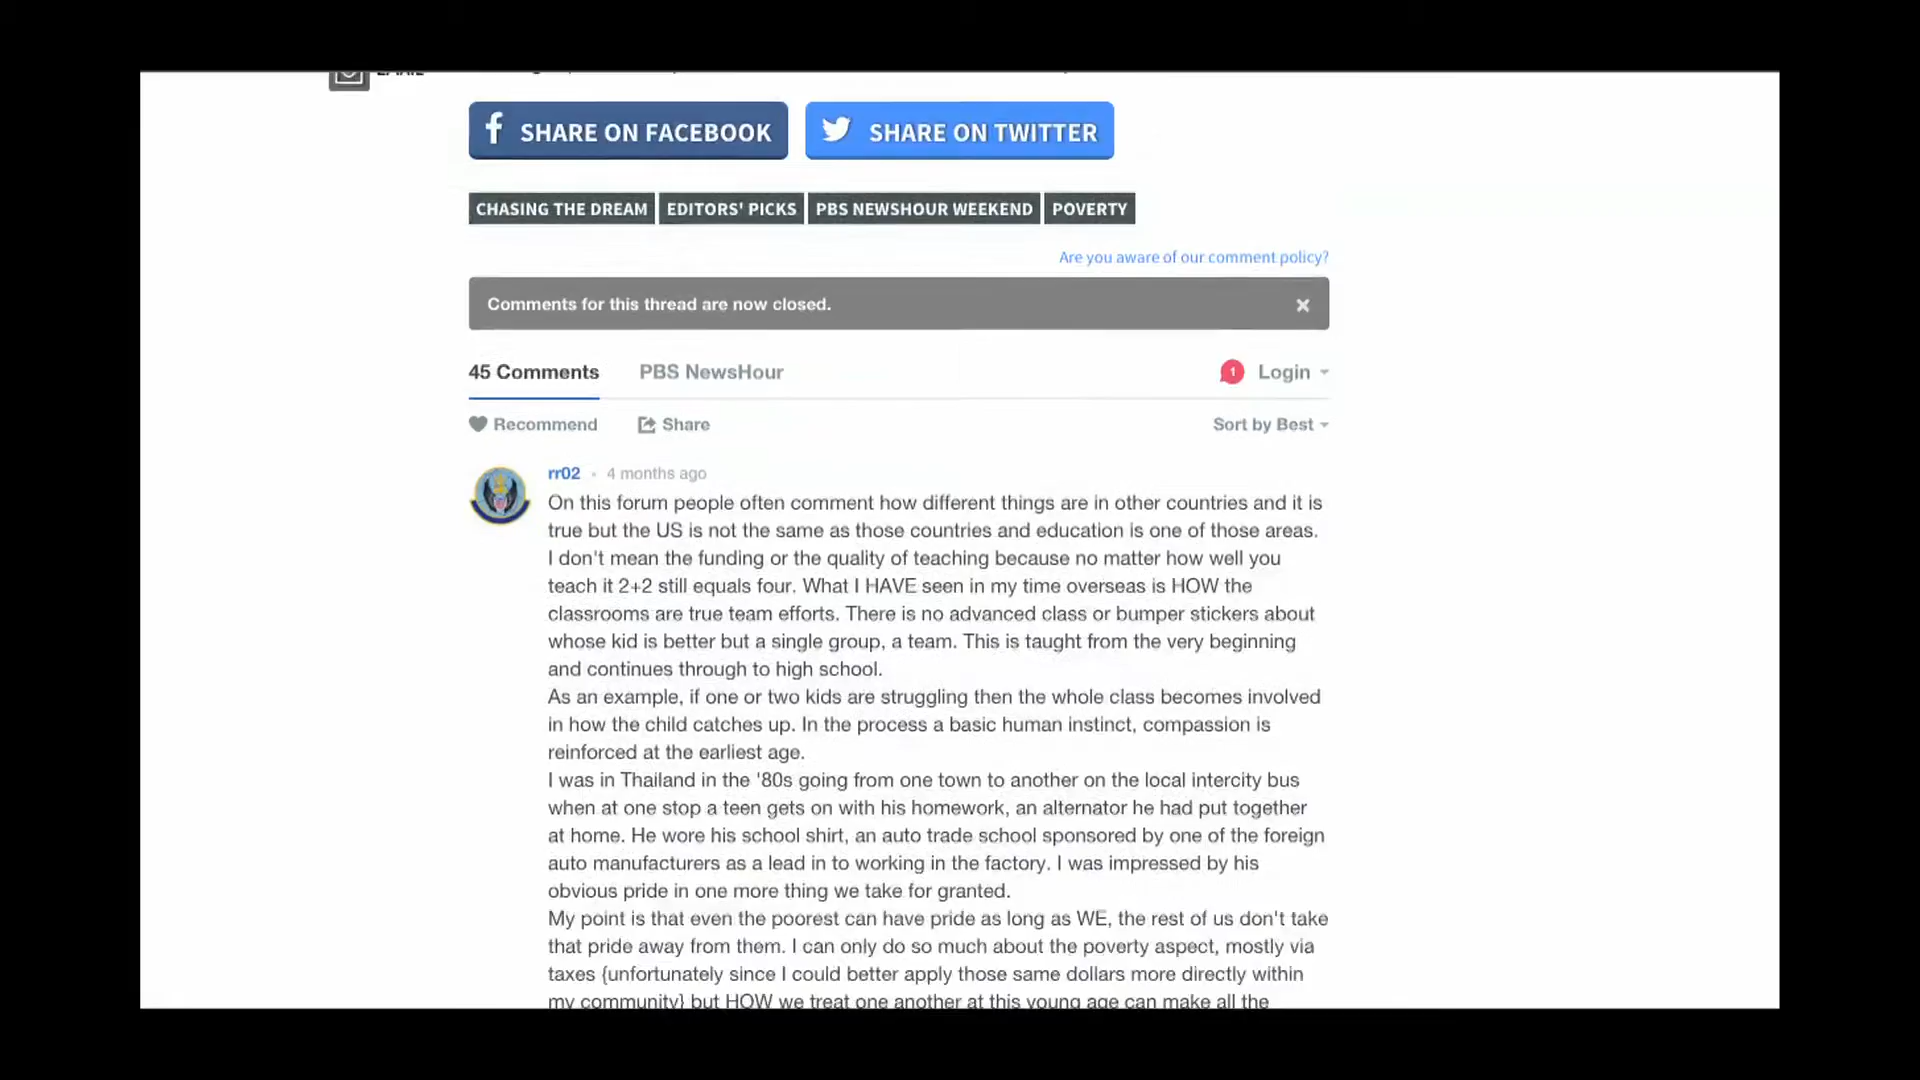 SHARE ON FACEBOOK SHARE ON TWITTER
CHASING THE DREAM EDITORS' PICKS PBS NEWSHOUR WEEKEND POVERTY
Are you aware of our comment policy?
Comments for this thread are now closed. ×
45 Comments PBS NewsHour 1 Login
Recommend Share Sort by Best
rr02 • 4 months ago
On this forum people often comment how different things are in other countries and it is
true but the US is not the same as those countries and education is one of those areas.
I don't mean the funding or the quality of teaching because no matter how well you
teach it 2+2 still equals four. What I HAVE seen in my time overseas is HOW the
classrooms are true team efforts. There is no advanced class or bumper stickers about
whose kid is better but a single group, a team. This is taught from the very beginning
and continues through to high school.
As an example, if one or two kids are struggling then the whole class becomes involved
in how the child catches up. In the process a basic human instinct, compassion is
reinforced at the earliest age.
I was in Thailand in the '80s going from one town to another on the local intercity bus
when at one stop a teen gets on with his homework, an alternator he had put together
at home. He wore his school shirt, an auto trade school sponsored by one of the foreign
auto manufacturers as a lead in to working in the factory. I was impressed by his
obvious pride in one more thing we take for granted.
My point is that even the poorest can have pride as long as WE, the rest of us don't take
that pride away from them. I can only do so much about the poverty aspect, mostly via
taxes {unfortunately since I could better apply those same dollars more directly within
my community} but HOW we treat one another at this young age can make all the